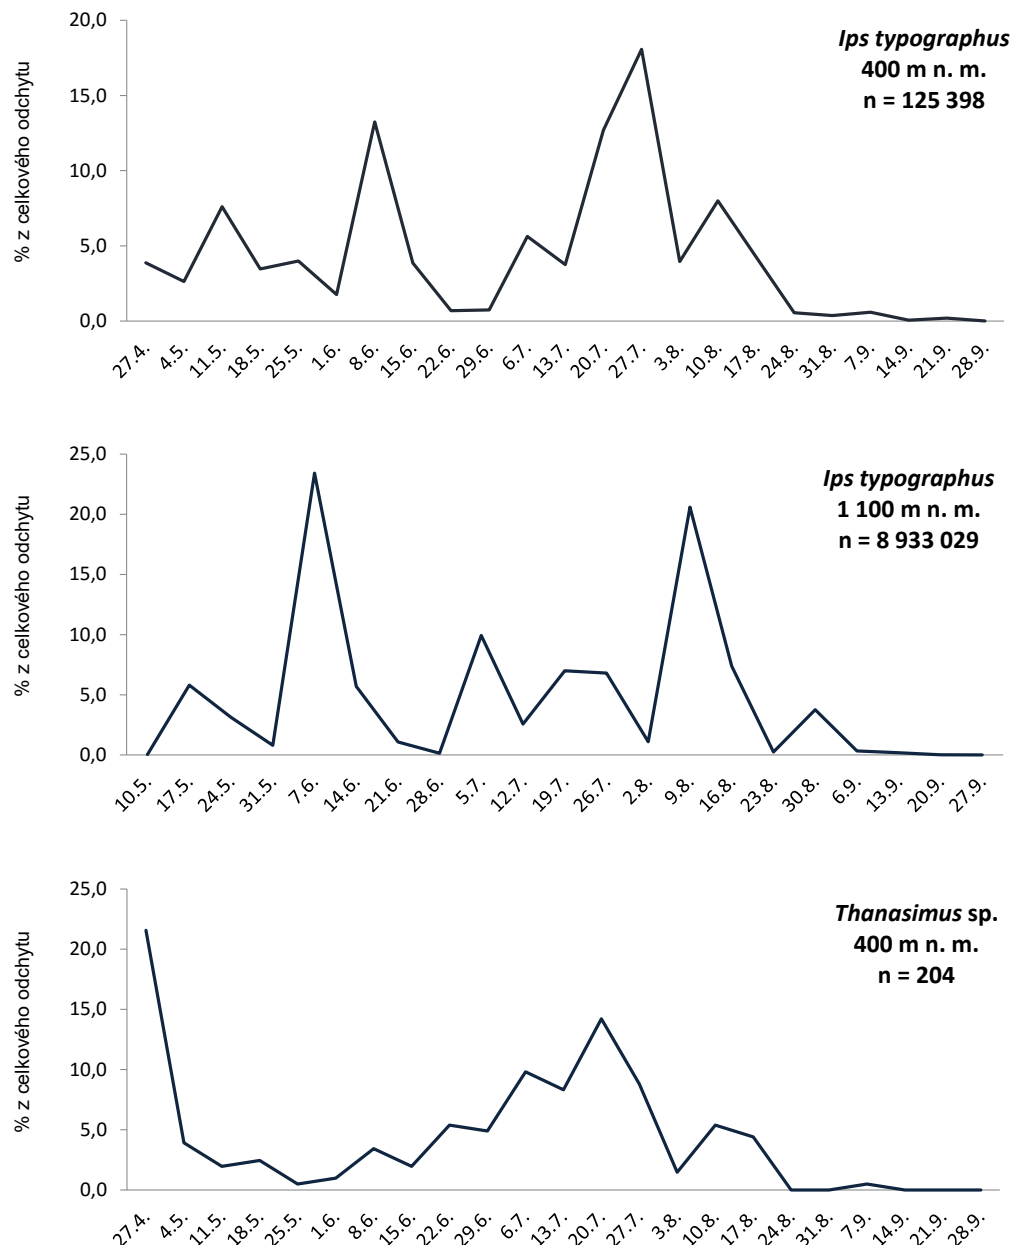 Ips typographus
400 m n. m.
n = 125 398
% z celkového odchytu
20,0
15,0
10,0
5,0
0,0
27.4. 4.5. 11.5. 18.5. 25.5. 1.6. 8.6. 15.6. 22.6. 29.6. 6.7. 13.7. 20.7. 27.7. 3.8. 10.8. 17.8. 24.8. 31.8. 7.9. 14.9. 21.9. 28.9.
Ips typographus
1 100 m n. m.
n = 8 933 029
% z celkového odchytu
25,0
20,0
15,0
10,0
5,0
0,0
10.5. 17.5. 24.5. 31.5. 7.6. 14.6. 21.6. 28.6. 5.7. 12.7. 19.7. 26.7. 2.8. 9.8. 16.8. 23.8. 30.8. 6.9. 13.9. 20.9. 27.9.
Thanasimus sp.
400 m n. m.
n = 204
% z celkového odchytu
25,0
20,0
15,0
10,0
5,0
0,0
27.4. 4.5. 11.5. 18.5. 25.5. 1.6. 8.6. 15.6. 22.6. 29.6. 6.7. 13.7. 20.7. 27.7. 3.8. 10.8. 17.8. 24.8. 31.8. 7.9. 14.9. 21.9. 28.9.